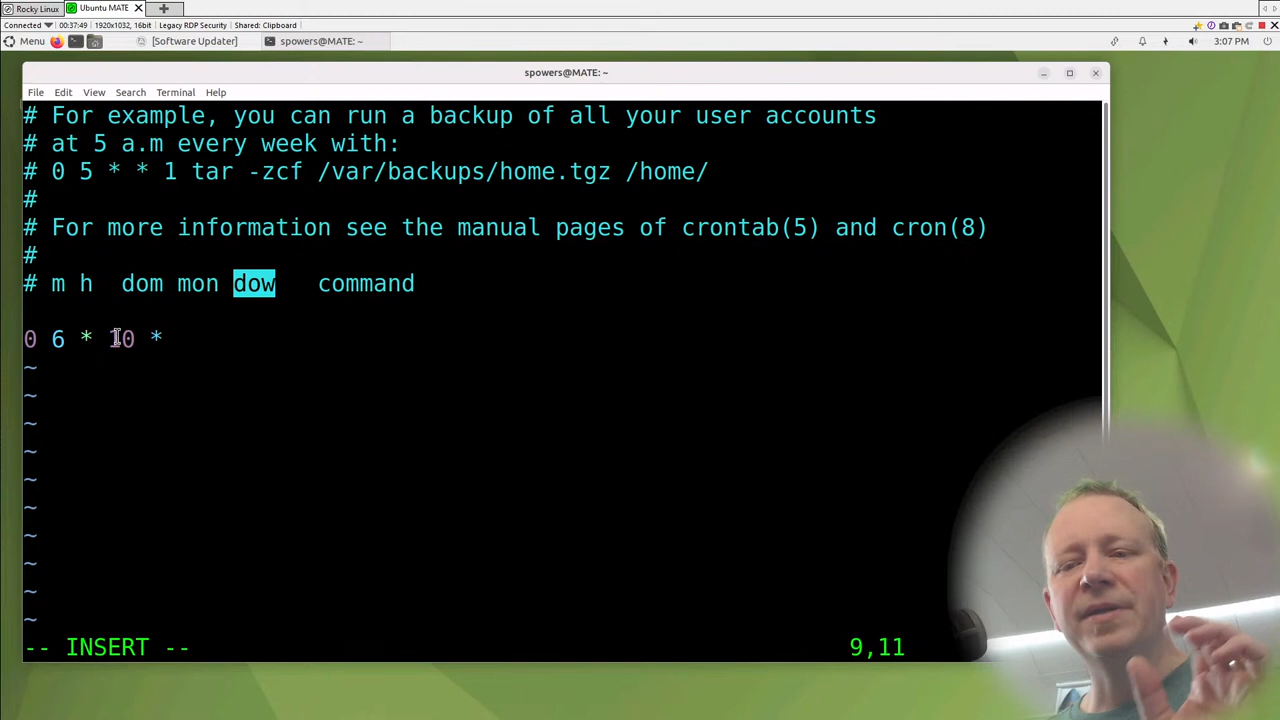 Rocky Linux Ubuntu MATE
Connected 00:37:49 1920x1032, 16bit Legacy RDP Security Shared: Clipboard
Menu [Software Updater] spowers@MATE: ~ 3:07 PM
spowers@MATE: ~
File Edit View Search Terminal Help
# For example, you can run a backup of all your user accounts
# at 5 a.m every week with:
# 0 5 * * 1 tar -zcf /var/backups/home.tgz /home/
#
# For more information see the manual pages of crontab(5) and cron(8)
#
# m h  dom mon dow   command
0 6 * 10 *
~
~
~
~
~
~
~
~
~
~
-- INSERT -- 9,11